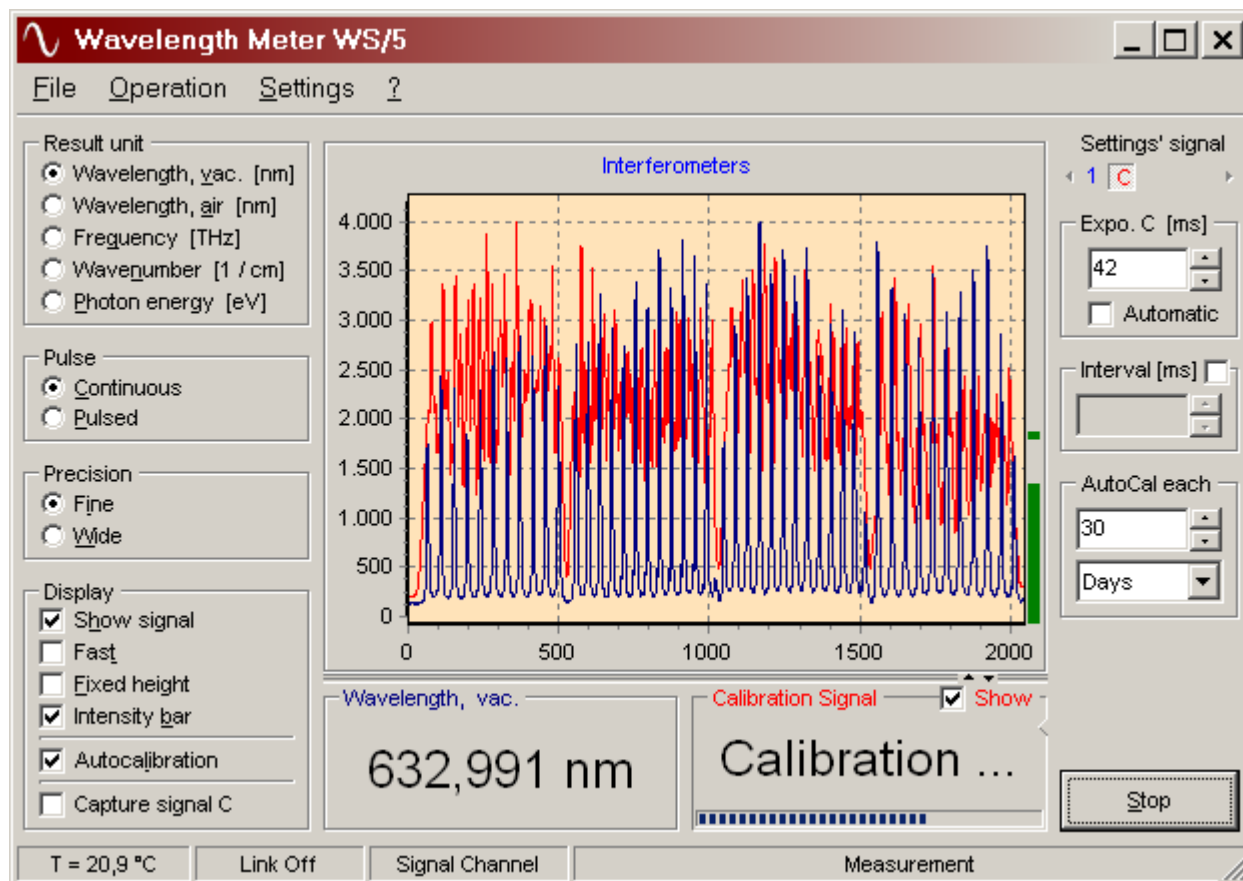 Wavelength Meter WS/5
File Operation Settings ?
Result unit
Wavelength, vac. [nm]
Wavelength, air [nm]
Freguency [THz]
Wavenumber [1 / cm]
Photon energy [eV]
Pulse
Continuous
Pulsed
Precision
Fine
Wide
Display
Show signal
Fast
Fixed height
Intensity bar
Autocalibration
Capture signal C
Interferometers
4.000
3.500
3.000
2.500
2.000
1.500
1.000
500
0
0 500 1000 1500 2000
Wavelength, vac.
632,991 nm
Calibration Signal Show
Calibration ...
Settings' signal
1 C
Expo. C [ms]
42
Automatic
Interval [ms]
AutoCal each
30
Days
Stop
T = 20,9 °C Link Off Signal Channel Measurement